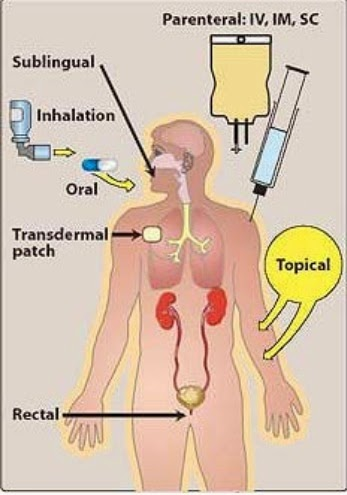 Parenteral: IV, IM, SC
Sublingual
Inhalation
Oral
Transdermal
patch
Topical
Rectal